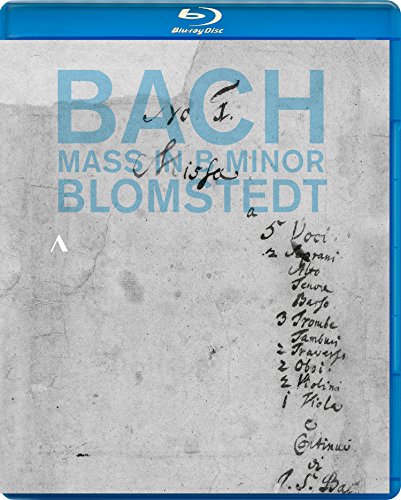 Blu-ray Disc
BACH
No I.
MASS IN B MINOR
Missa
BLOMSTEDT
a
5 Voci.
2 Soprani
Alto
Tenore
Basso
3 Trombe
Tamburi
2 Traversi
2 Oboi
2 Violini
1 Viola
e
Continuo
di
J. S. Bac